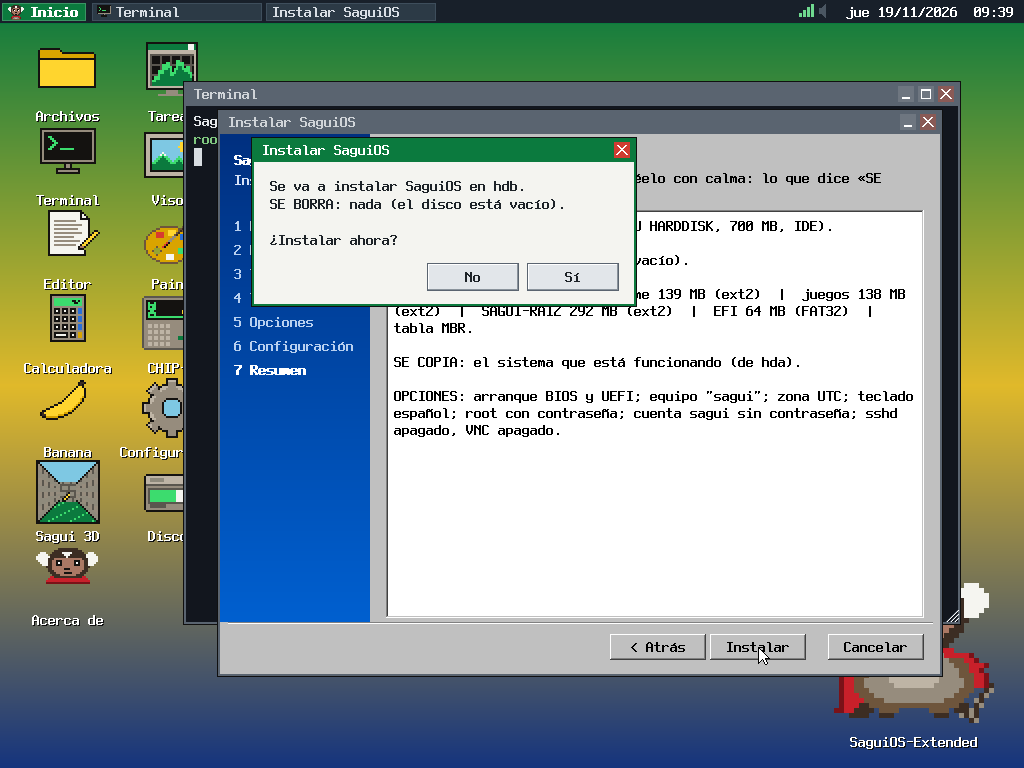 Inicio
Terminal
Instalar SaguiOS
jue 19/11/2026 09:39
Archivos
Terminal
Editor
Calculadora
Banana
Sagui 3D
Acerca de
Terminal
Instalar SaguiOS
Instalar SaguiOS
Se va a instalar SaguiOS en hdb.
SE BORRA: nada (el disco está vacío).
¿Instalar ahora?
No
Sí
1
2
3
4
5 Opciones
6 Configuración
7 Resumen
con calma: lo que dice «SE
HARDDISK, 700 MB, IDE).
139 MB (ext2) | juegos 138 MB
(ext2) | SAGUI-RAIZ 292 MB (ext2) | EFI 64 MB (FAT32) |
tabla MBR.
SE COPIA: el sistema que está funcionando (de hda).
OPCIONES: arranque BIOS y UEFI; equipo "sagui"; zona UTC; teclado
español; root con contraseña; cuenta sagui sin contraseña; sshd
apagado, VNC apagado.
< Atrás
Instalar
Cancelar
SaguiOS-Extended